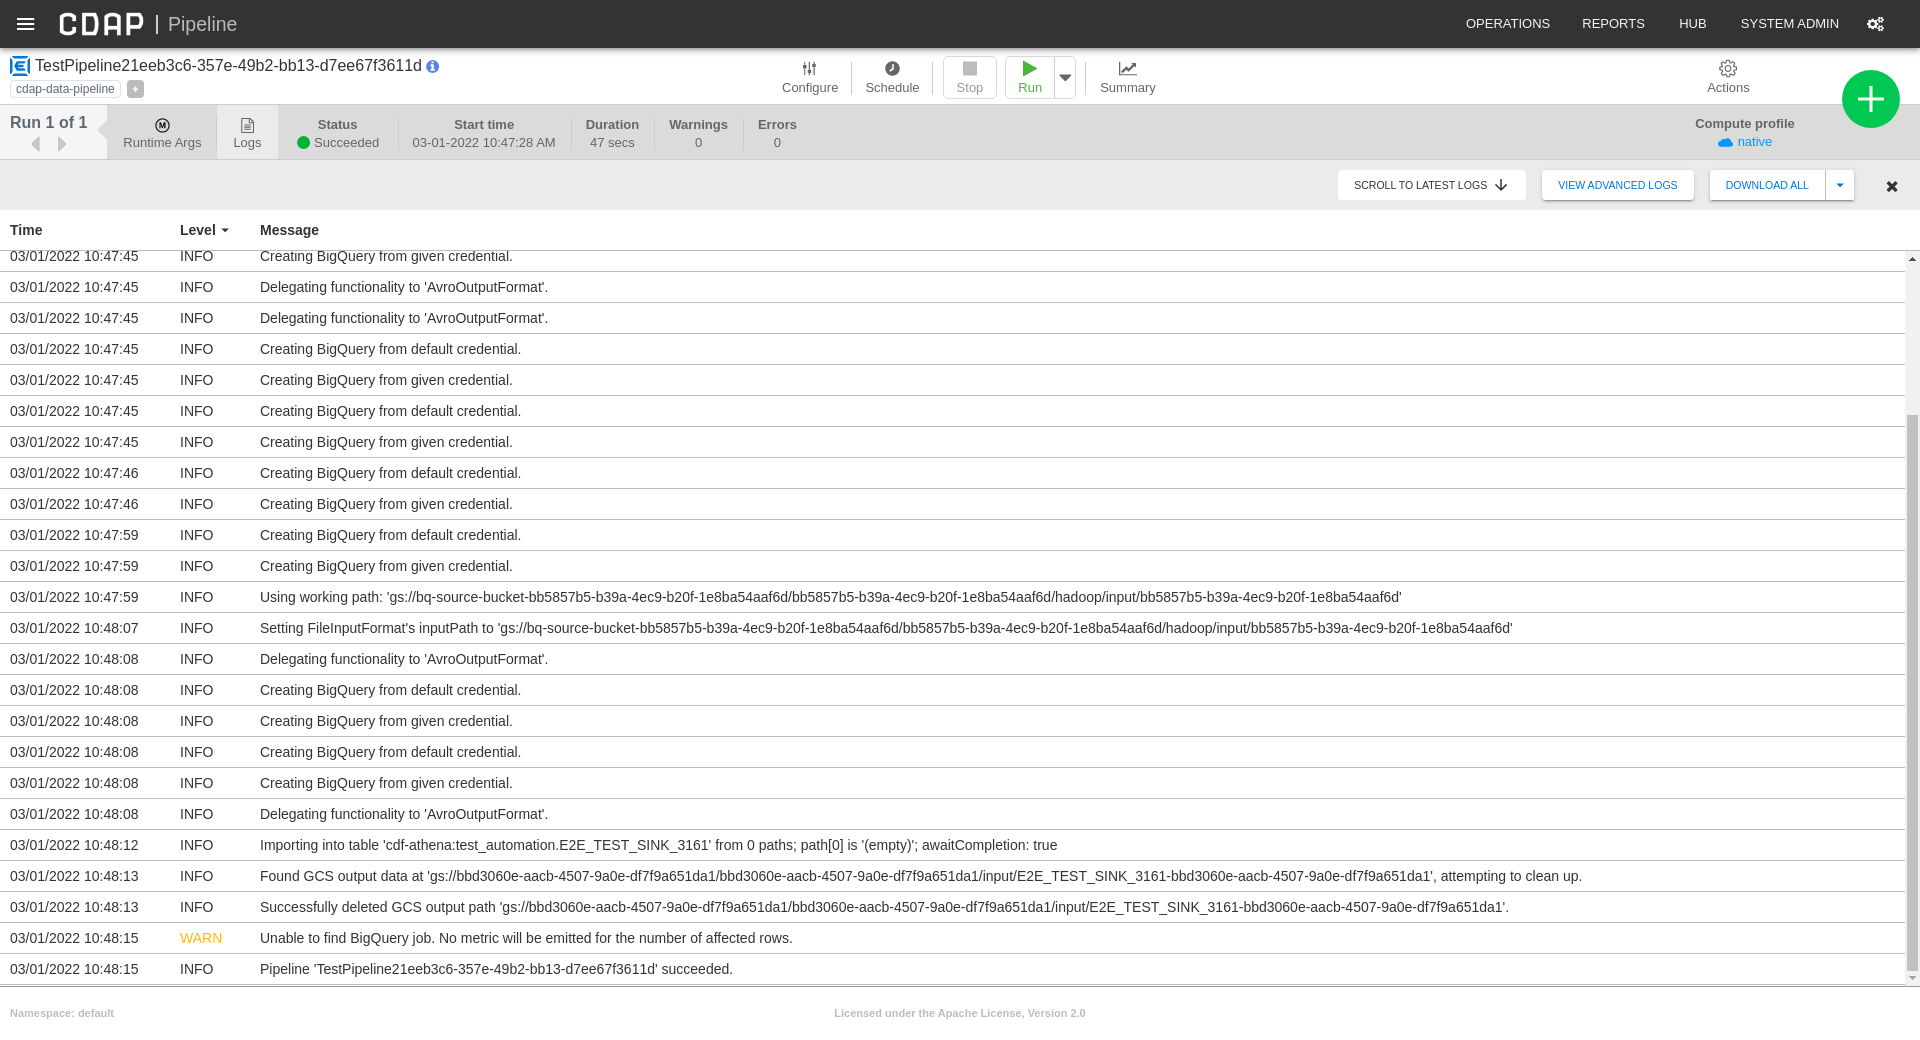 CDAP | Pipeline OPERATIONS REPORTS HUB SYSTEM ADMIN
TestPipeline21eeb3c6-357e-49b2-bb13-d7ee67f3611d
cdap-data-pipeline +
Configure Schedule Stop Run Summary Actions
Run 1 of 1
Runtime Args Logs
Status Start time Duration Warnings Errors Compute profile
Succeeded 03-01-2022 10:47:28 AM 47 secs 0 0 native
SCROLL TO LATEST LOGS VIEW ADVANCED LOGS DOWNLOAD ALL
Time Level Message
03/01/2022 10:47:45 INFO Creating BigQuery from given credential.
03/01/2022 10:47:45 INFO Delegating functionality to 'AvroOutputFormat'.
03/01/2022 10:47:45 INFO Delegating functionality to 'AvroOutputFormat'.
03/01/2022 10:47:45 INFO Creating BigQuery from default credential.
03/01/2022 10:47:45 INFO Creating BigQuery from given credential.
03/01/2022 10:47:45 INFO Creating BigQuery from default credential.
03/01/2022 10:47:45 INFO Creating BigQuery from given credential.
03/01/2022 10:47:46 INFO Creating BigQuery from default credential.
03/01/2022 10:47:46 INFO Creating BigQuery from given credential.
03/01/2022 10:47:59 INFO Creating BigQuery from default credential.
03/01/2022 10:47:59 INFO Creating BigQuery from given credential.
03/01/2022 10:47:59 INFO Using working path: 'gs://bq-source-bucket-bb5857b5-b39a-4ec9-b20f-1e8ba54aaf6d/bb5857b5-b39a-4ec9-b20f-1e8ba54aaf6d/hadoop/input/bb5857b5-b39a-4ec9-b20f-1e8ba54aaf6d'
03/01/2022 10:48:07 INFO Setting FileInputFormat's inputPath to 'gs://bq-source-bucket-bb5857b5-b39a-4ec9-b20f-1e8ba54aaf6d/bb5857b5-b39a-4ec9-b20f-1e8ba54aaf6d/hadoop/input/bb5857b5-b39a-4ec9-b20f-1e8ba54aaf6d'
03/01/2022 10:48:08 INFO Delegating functionality to 'AvroOutputFormat'.
03/01/2022 10:48:08 INFO Creating BigQuery from default credential.
03/01/2022 10:48:08 INFO Creating BigQuery from given credential.
03/01/2022 10:48:08 INFO Creating BigQuery from default credential.
03/01/2022 10:48:08 INFO Creating BigQuery from given credential.
03/01/2022 10:48:08 INFO Delegating functionality to 'AvroOutputFormat'.
03/01/2022 10:48:12 INFO Importing into table 'cdf-athena:test_automation.E2E_TEST_SINK_3161' from 0 paths; path[0] is '(empty)'; awaitCompletion: true
03/01/2022 10:48:13 INFO Found GCS output data at 'gs://bbd3060e-aacb-4507-9a0e-df7f9a651da1/bbd3060e-aacb-4507-9a0e-df7f9a651da1/input/E2E_TEST_SINK_3161-bbd3060e-aacb-4507-9a0e-df7f9a651da1', attempting to clean up.
03/01/2022 10:48:13 INFO Successfully deleted GCS output path 'gs://bbd3060e-aacb-4507-9a0e-df7f9a651da1/bbd3060e-aacb-4507-9a0e-df7f9a651da1/input/E2E_TEST_SINK_3161-bbd3060e-aacb-4507-9a0e-df7f9a651da1'.
03/01/2022 10:48:15 WARN Unable to find BigQuery job. No metric will be emitted for the number of affected rows.
03/01/2022 10:48:15 INFO Pipeline 'TestPipeline21eeb3c6-357e-49b2-bb13-d7ee67f3611d' succeeded.
Namespace: default Licensed under the Apache License, Version 2.0